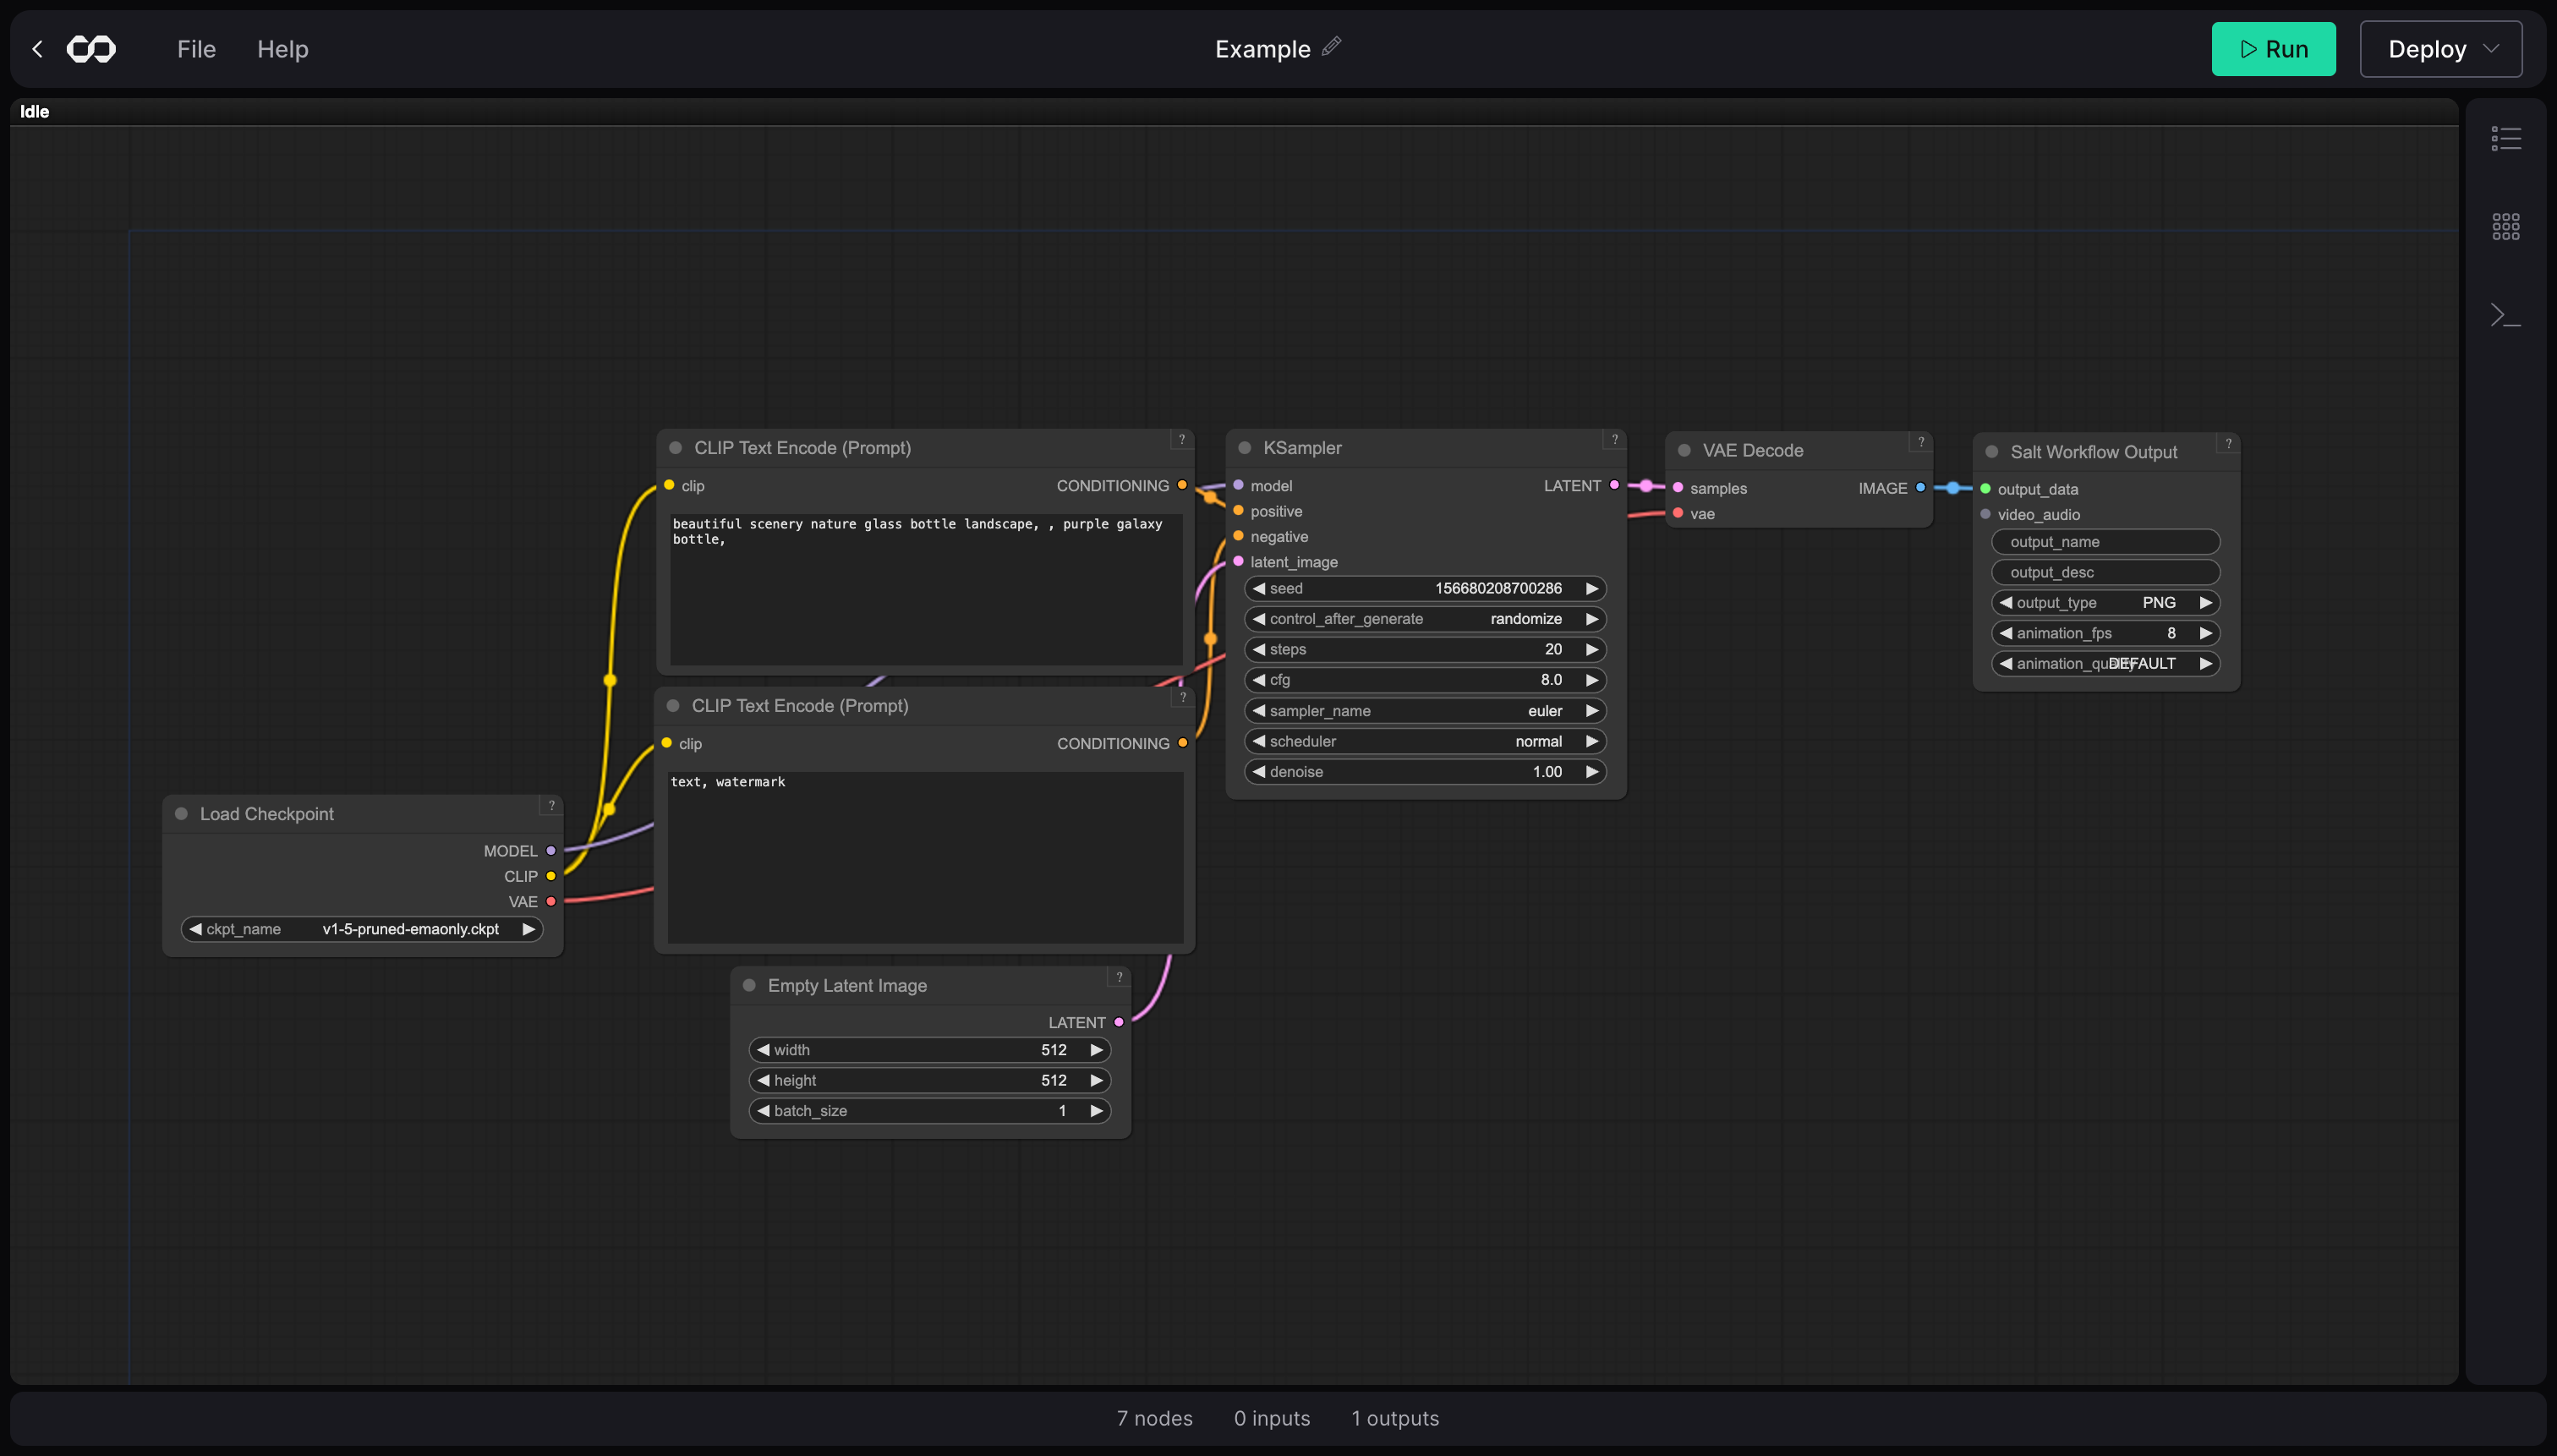 File Help
Example
Run
Deploy
Idle
CLIP Text Encode (Prompt) ?
clip CONDITIONING
beautiful scenery nature glass bottle landscape, , purple galaxy
bottle,
CLIP Text Encode (Prompt) ?
clip CONDITIONING
text, watermark
Load Checkpoint ?
MODEL
CLIP
VAE
ckpt_name v1-5-pruned-emaonly.ckpt
Empty Latent Image ?
LATENT
width 512
height 512
batch_size 1
KSampler ?
model LATENT
positive
negative
latent_image
seed 156680208700286
control_after_generate randomize
steps 20
cfg 8.0
sampler_name euler
scheduler normal
denoise 1.00
VAE Decode ?
samples IMAGE
vae
Salt Workflow Output ?
output_data
video_audio
output_name
output_desc
output_type PNG
animation_fps 8
animation_quality DEFAULT
7 nodes 0 inputs 1 outputs